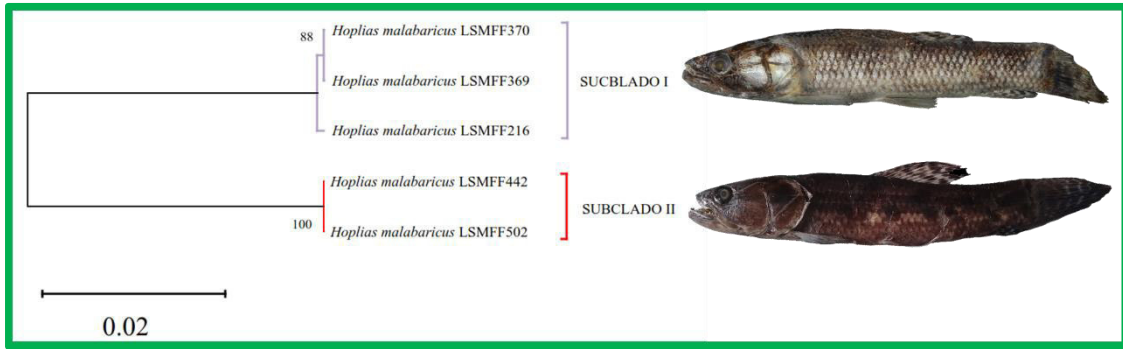 88
Hoplias malabaricus LSMFF370
Hoplias malabaricus LSMFF369
SUCBLADO I
Hoplias malabaricus LSMFF216
Hoplias malabaricus LSMFF442
SUBCLADO II
100
Hoplias malabaricus LSMFF502
0.02